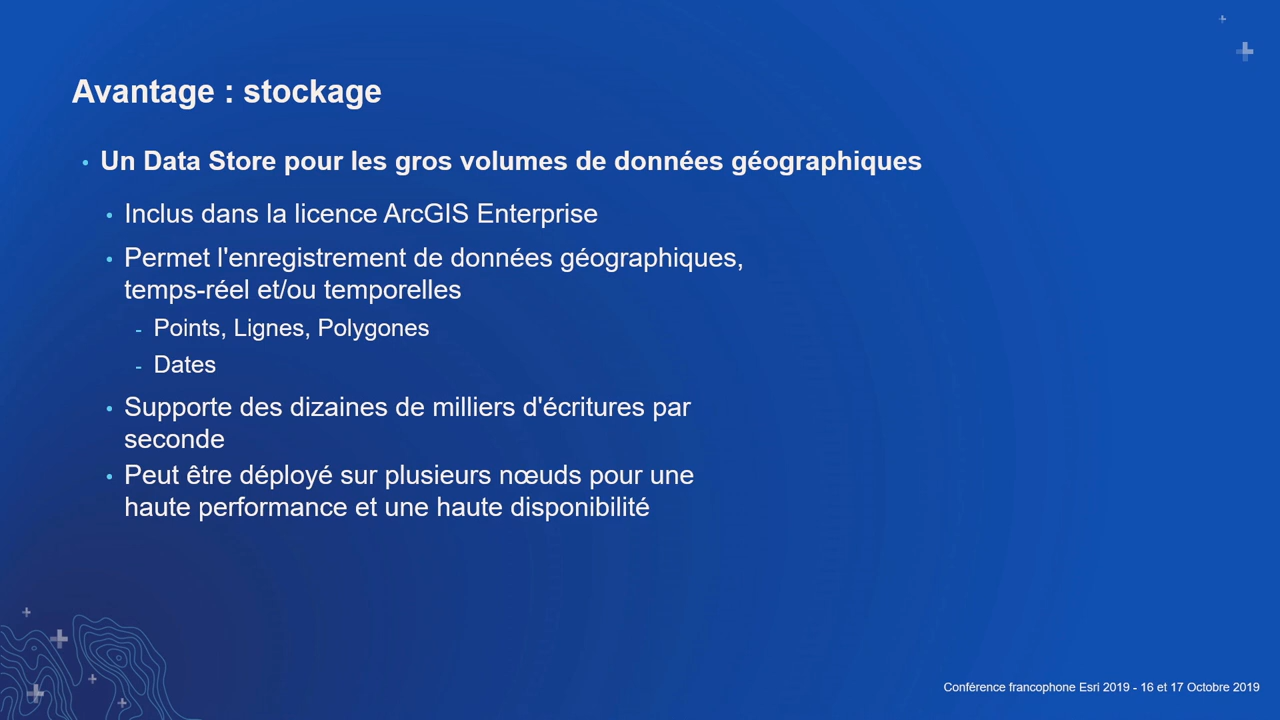 Avantage : stockage
• Un Data Store pour les gros volumes de données géographiques
• Inclus dans la licence ArcGIS Enterprise
• Permet l'enregistrement de données géographiques,
temps-réel et/ou temporelles
- Points, Lignes, Polygones
- Dates
• Supporte des dizaines de milliers d'écritures par
seconde
• Peut être déployé sur plusieurs nœuds pour une
haute performance et une haute disponibilité
Conférence francophone Esri 2019 - 16 et 17 Octobre 2019